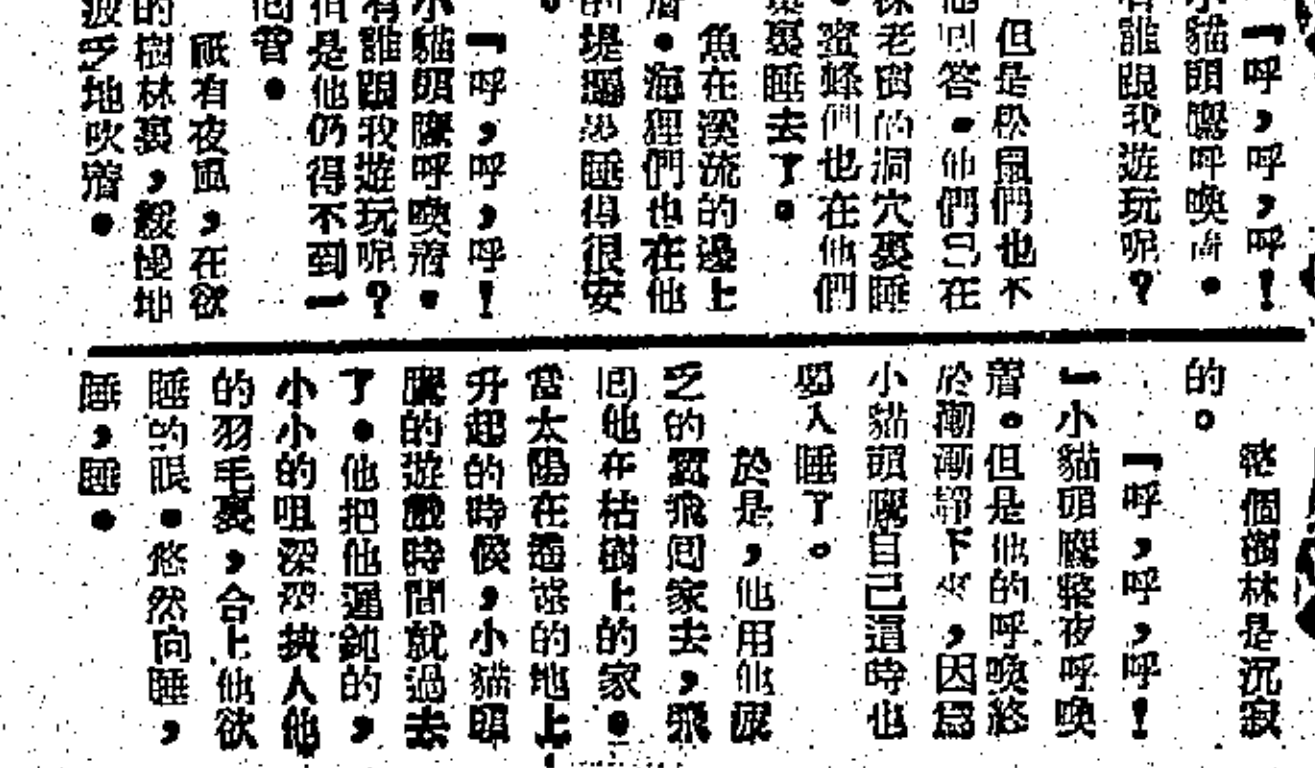 「呼，呼，呼！
小貓頭鷹呼喚着。
有誰跟我遊玩呢？
但是松鼠們也不
他回答。他們已在
棵老樹的洞穴裏睡
。蜜蜂們也在他們
裏睡去了。
魚在溪流的邊上
着。海狸們也在他
的堤壩 睡得很安
。
「呼，呼，呼！
小貓頭鷹呼喚着。
有誰跟我遊玩呢？
但是他仍得不到一
回答。
祇有夜風，在欲
的樹林裏，緩慢地
疲乏地吹着。
整個樹林是沉寂
的。
「呼，呼，呼！
」小貓頭鷹整夜呼喚
着。但是他的呼喚終
於漸漸靜下來，因爲
小貓頭鷹自己這時也
要入睡了。
於是，他用他疲
乏的翼飛回家去，飛
回他在枯樹上的家。
當太陽在遙遠的地上
升起的時候，小貓頭
鷹的遊戲時間就過去
了。他把他遲鈍的，
小小的咀深深 入他
的羽毛裏，合上他欲
睡的眼。悠然向睡，
睡，睡。